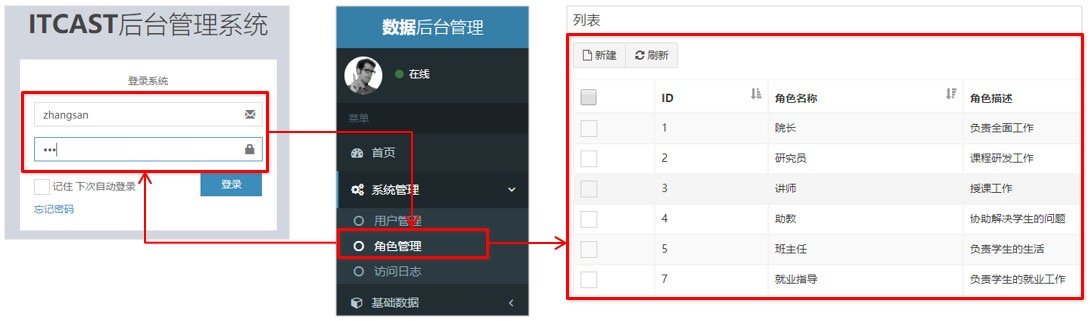 ITCAST后台管理系统
登录系统
zhangsan
•••
记住 下次自动登录
登录
忘记密码
数据后台管理
在线
菜单
首页
系统管理
用户管理
角色管理
访问日志
基础数据
列表
新建 刷新
ID 角色名称 角色描述
1 院长 负责全面工作
2 研究员 课程研发工作
3 讲师 授课工作
4 助教 协助解决学生的问题
5 班主任 负责学生的生活
7 就业指导 负责学生的就业工作